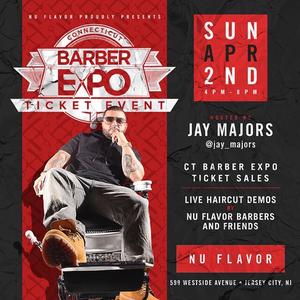 NU FLAVOR PROUDLY PRESENTS
CONNECTICUT
BARBER
EXPO
TICKET EVENT
SUN
APR
2ND
4PM-8PM
HOSTED BY
JAY MAJORS
@jay_majors
CT BARBER EXPO
TICKET SALES
LIVE HAIRCUT DEMOS
BY
NU FLAVOR BARBERS
AND FRIENDS
NU FLAVOR
599 WESTSIDE AVENUE • JERSEY CITY, NJ